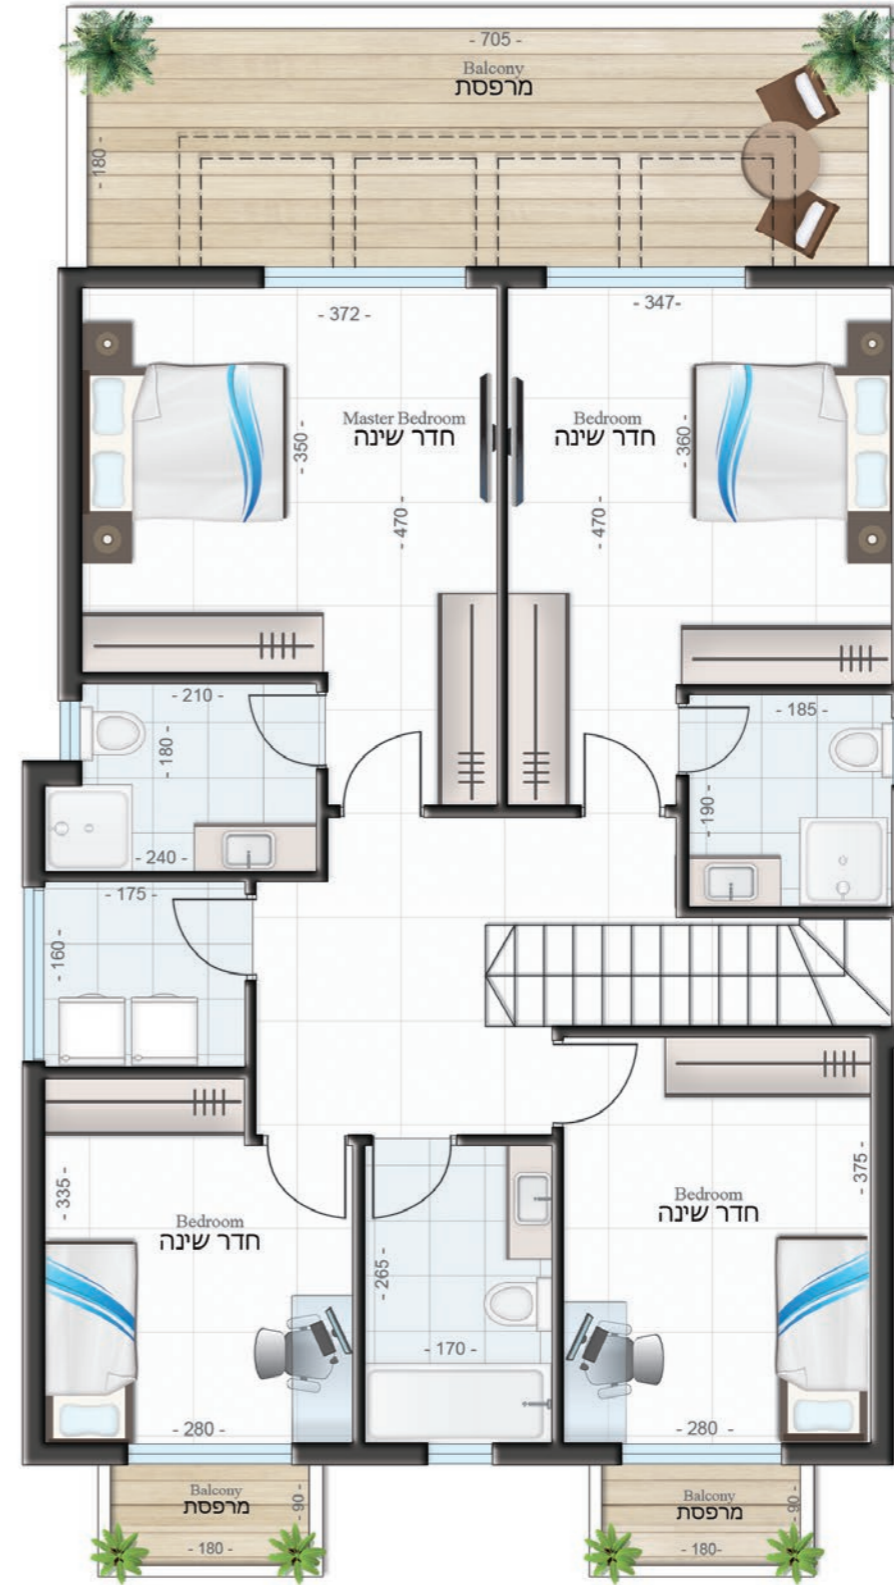 - 705 -
Balcony
מרפסת
- 180 -
- 372 -
- 347-
Master Bedroom
חדר שינה
Bedroom
חדר שינה
- 350 -
- 360 -
- 470 -
- 470 -
- 210 -
- 185 -
- 180 -
- 190 -
- 240 -
- 175 -
- 160 -
- 335 -
- 375 -
Bedroom
חדר שינה
Bedroom
חדר שינה
- 265 -
- 170 -
- 280 -
- 280 -
Balcony
מרפסת
- 90 -
- 180 -
Balcony
מרפסת
- 90 -
- 180-